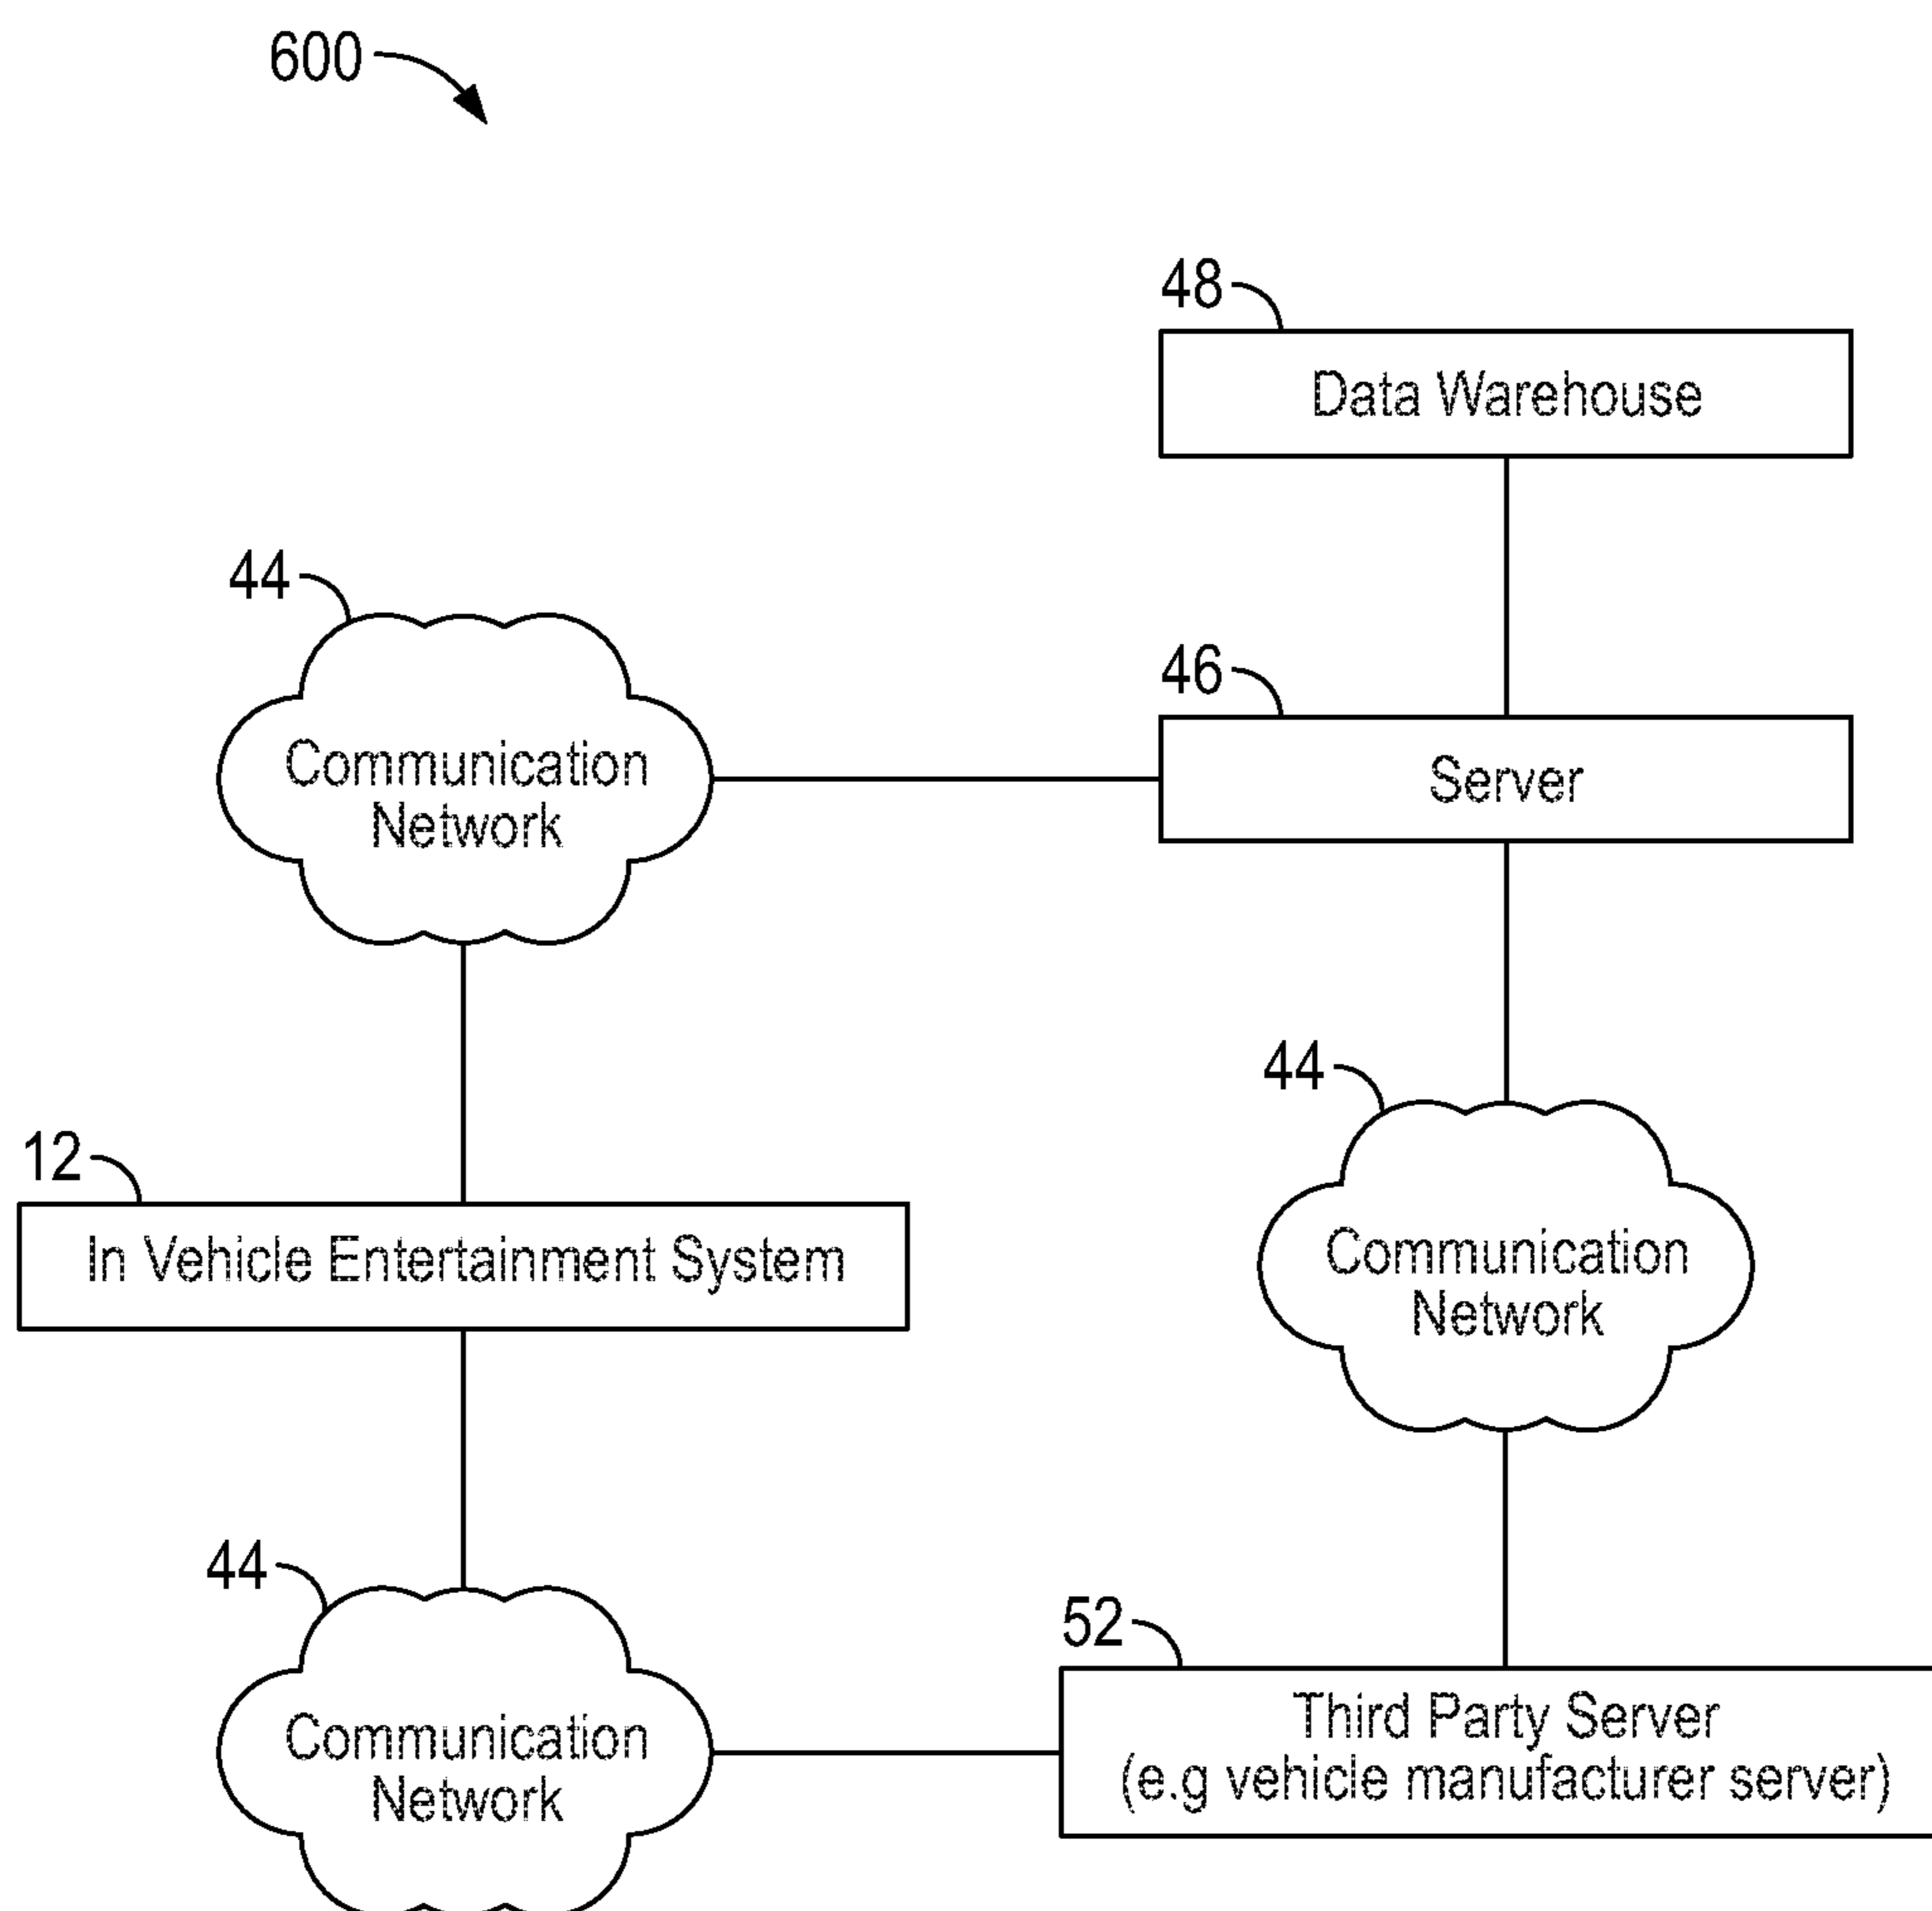 600
48
Data Warehouse
44
46
Communication
Network
Server
44
12
In Vehicle Entertainment System
Communication
Network
44
52
Communication
Network
Third Party Server
(e.g vehicle manufacturer server)